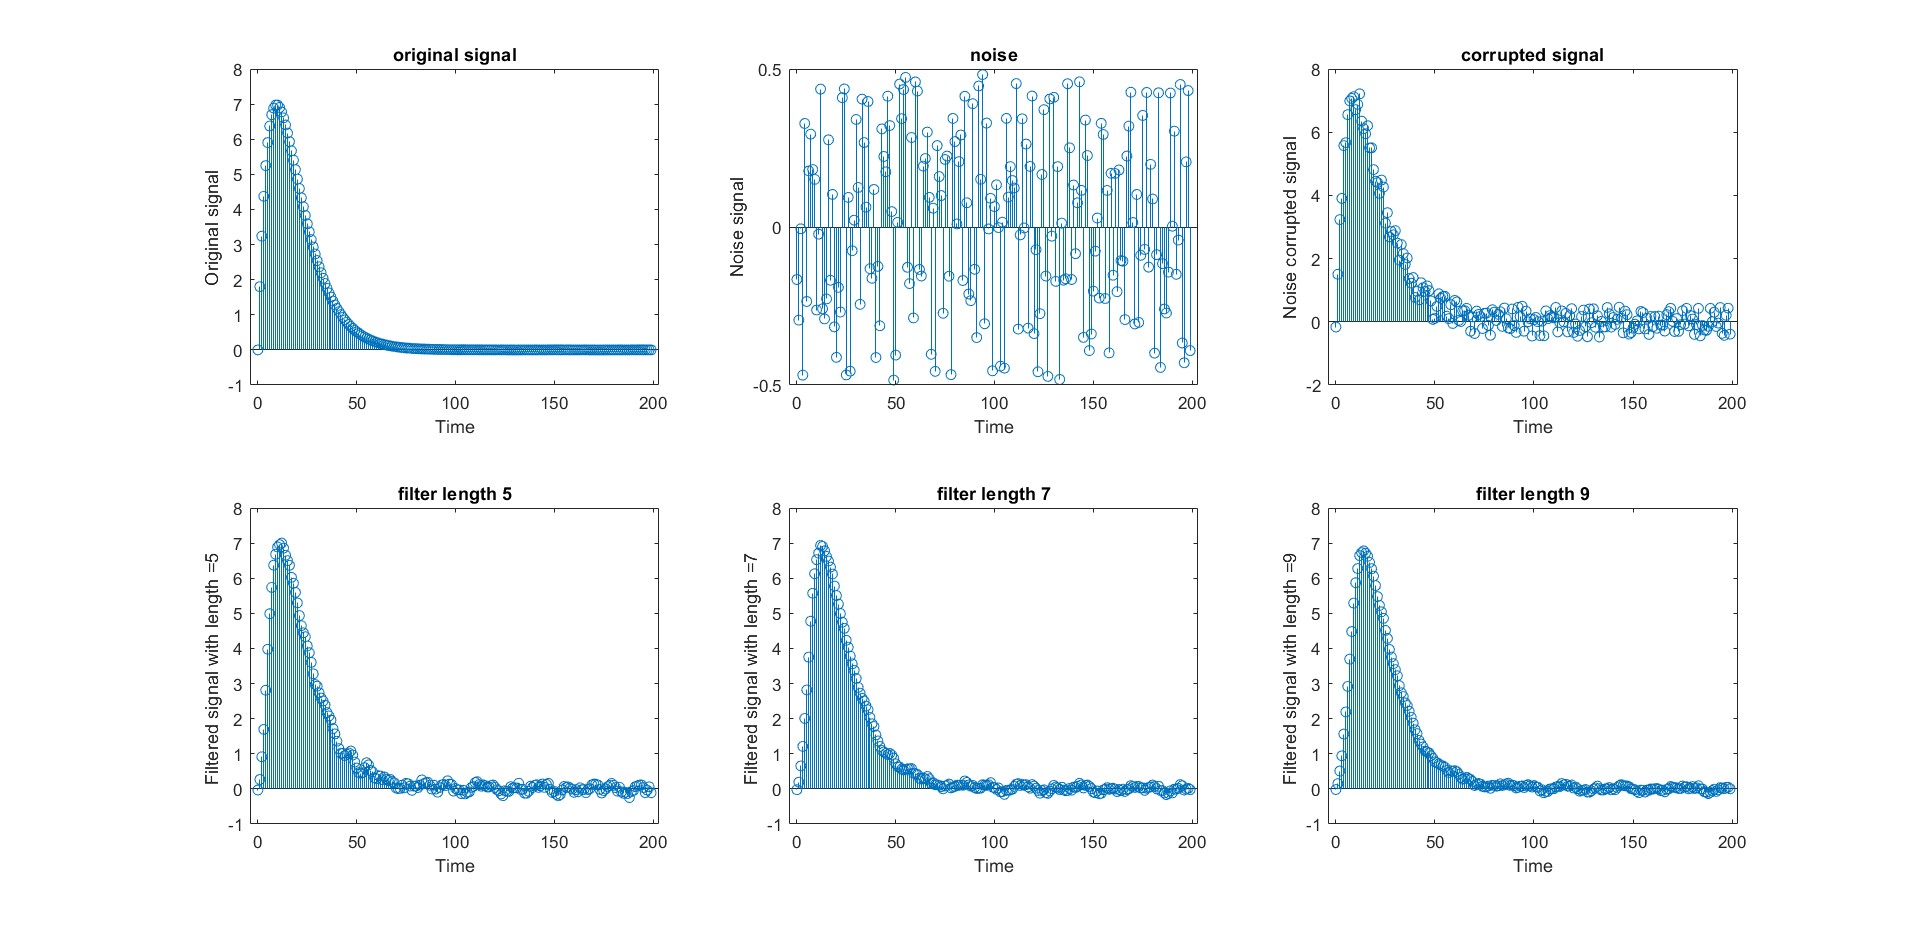 original signal
Original signal
8
7
6
5
4
3
2
1
0
-1
0 50 100 150 200
Time
noise
Noise signal
0.5
0
-0.5
0 50 100 150 200
Time
corrupted signal
Noise corrupted signal
8
6
4
2
0
-2
0 50 100 150 200
Time
filter length 5
Filtered signal with length =5
8
7
6
5
4
3
2
1
0
-1
0 50 100 150 200
Time
filter length 7
Filtered signal with length =7
8
7
6
5
4
3
2
1
0
-1
0 50 100 150 200
Time
filter length 9
Filtered signal with length =9
8
7
6
5
4
3
2
1
0
-1
0 50 100 150 200
Time